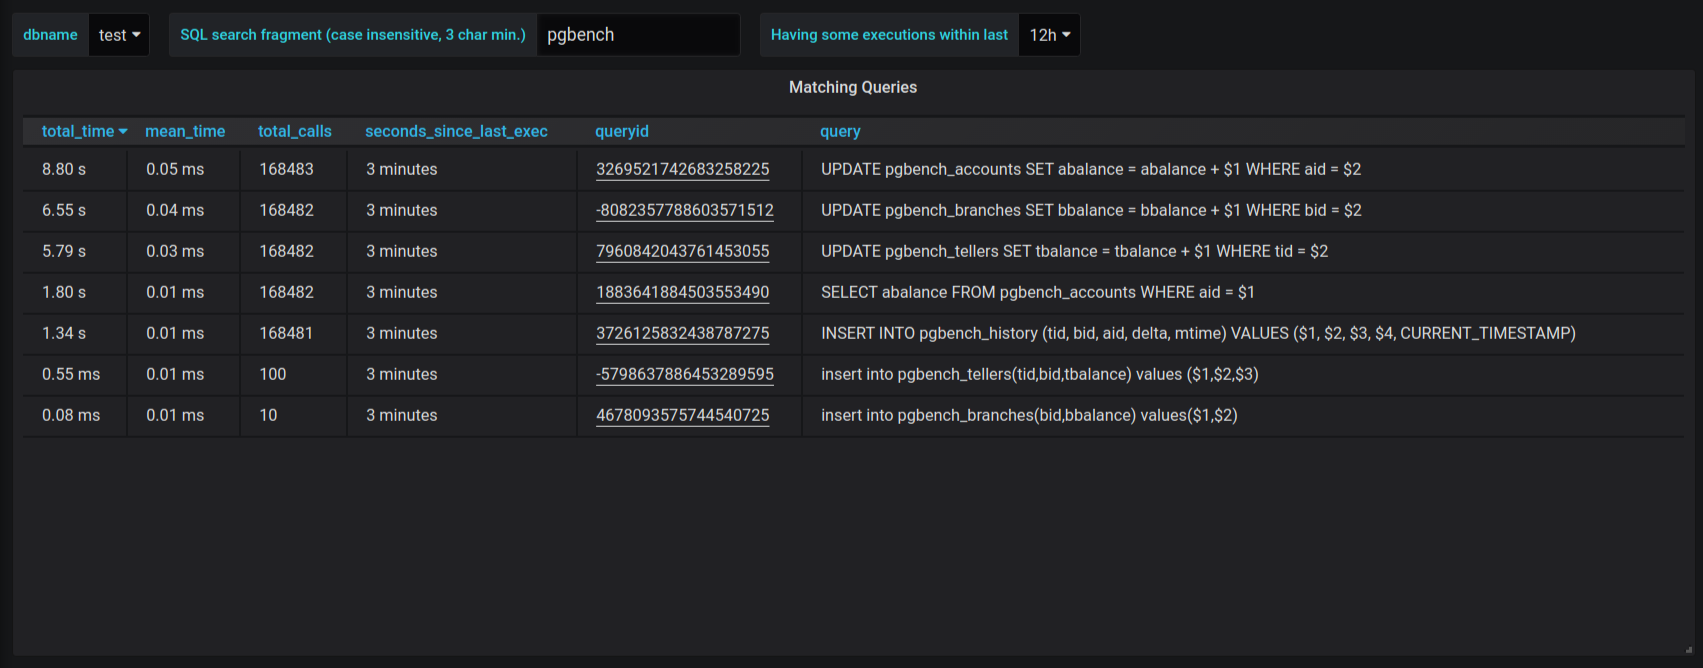 dbname test SQL search fragment (case insensitive, 3 char min.) pgbench Having some executions within last 12h
Matching Queries
total_time mean_time total_calls seconds_since_last_exec queryid query
8.80 s 0.05 ms 168483 3 minutes 3269521742683258225 UPDATE pgbench_accounts SET abalance = abalance + $1 WHERE aid = $2
6.55 s 0.04 ms 168482 3 minutes -8082357788603571512 UPDATE pgbench_branches SET bbalance = bbalance + $1 WHERE bid = $2
5.79 s 0.03 ms 168482 3 minutes 7960842043761453055 UPDATE pgbench_tellers SET tbalance = tbalance + $1 WHERE tid = $2
1.80 s 0.01 ms 168482 3 minutes 1883641884503553490 SELECT abalance FROM pgbench_accounts WHERE aid = $1
1.34 s 0.01 ms 168481 3 minutes 3726125832438787275 INSERT INTO pgbench_history (tid, bid, aid, delta, mtime) VALUES ($1, $2, $3, $4, CURRENT_TIMESTAMP)
0.55 ms 0.01 ms 100 3 minutes -5798637886453289595 insert into pgbench_tellers(tid,bid,tbalance) values ($1,$2,$3)
0.08 ms 0.01 ms 10 3 minutes 4678093575744540725 insert into pgbench_branches(bid,bbalance) values($1,$2)